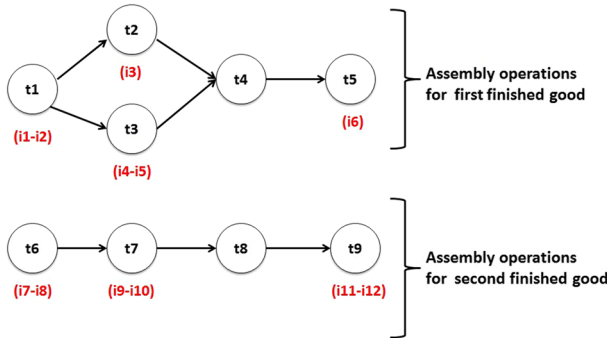 t2
(i3)
t1
(i1-i2)
t3
(i4-i5)
t4
t5
(i6)
Assembly operations
for first finished good
t6
(i7-i8)
t7
(i9-i10)
t8
t9
(i11-i12)
Assembly operations
for second finished good